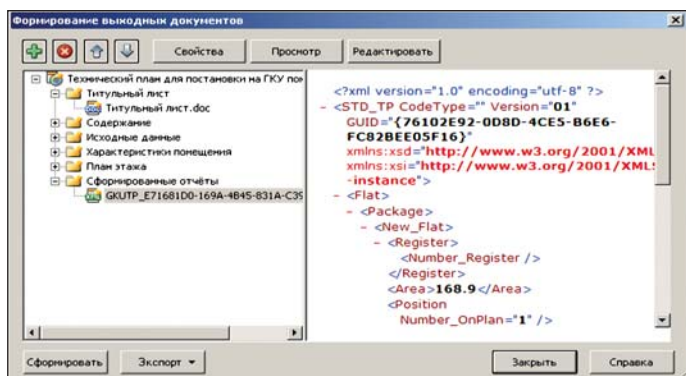 Формирование выходных документов
Свойства
Просмотр
Редактировать
Технический план для постановки на ГКУ
Титульный лист
Титульный лист.doc
Содержание
Исходные данные
Характеристики помещения
План этажа
Сформированные отчёты
GKUTP_E71681D0-169A-4B45-831A-C39
<?xml version="1.0" encoding="utf-8" ?>
- <STD_TP CodeType="" Version="01"
GUID="{76102E92-0D8D-4CE5-B6E6-
FC82BEE05F16}"
xmlns:xsd="http://www.w3.org/2001/XML
xmlns:xsi="http://www.w3.org/2001/XMLS
-instance">
- <Flat>
- <Package>
- <New_Flat>
- <Register>
<Number_Register />
</Register>
<Area>168.9</Area>
<Position
Number_OnPlan="1" />
Сформировать
Экспорт
Закрыть
Справка